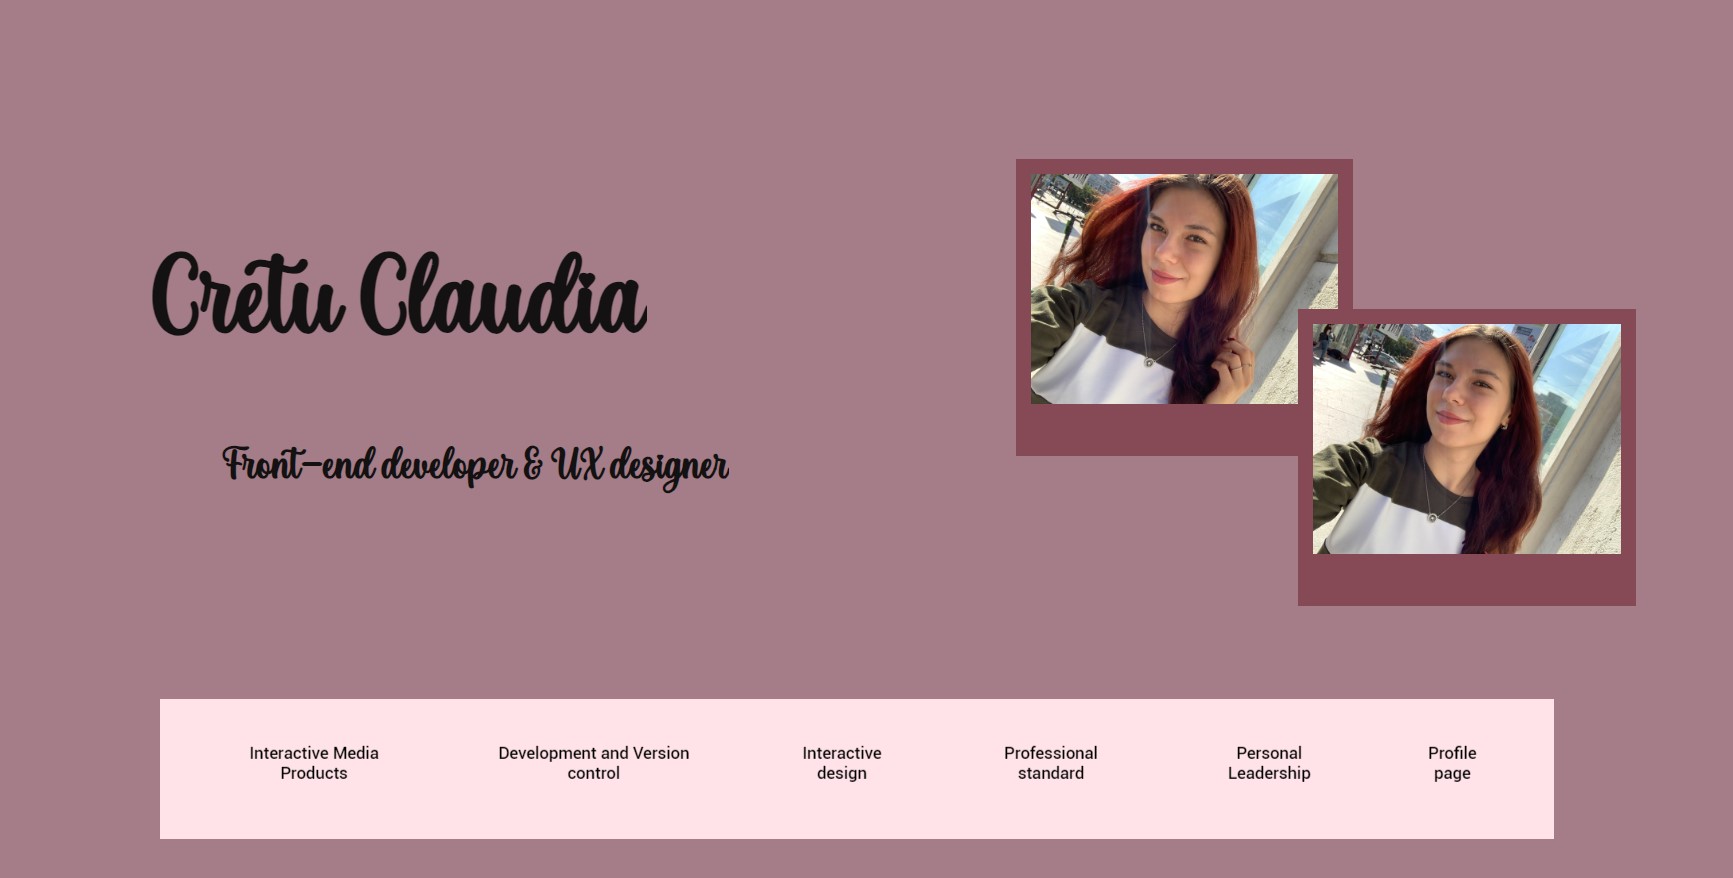 Cretu Claudia
Front-end developer & UX designer
Interactive Media
Products
Development and Version
control
Interactive
design
Professional
standard
Personal
Leadership
Profile
page